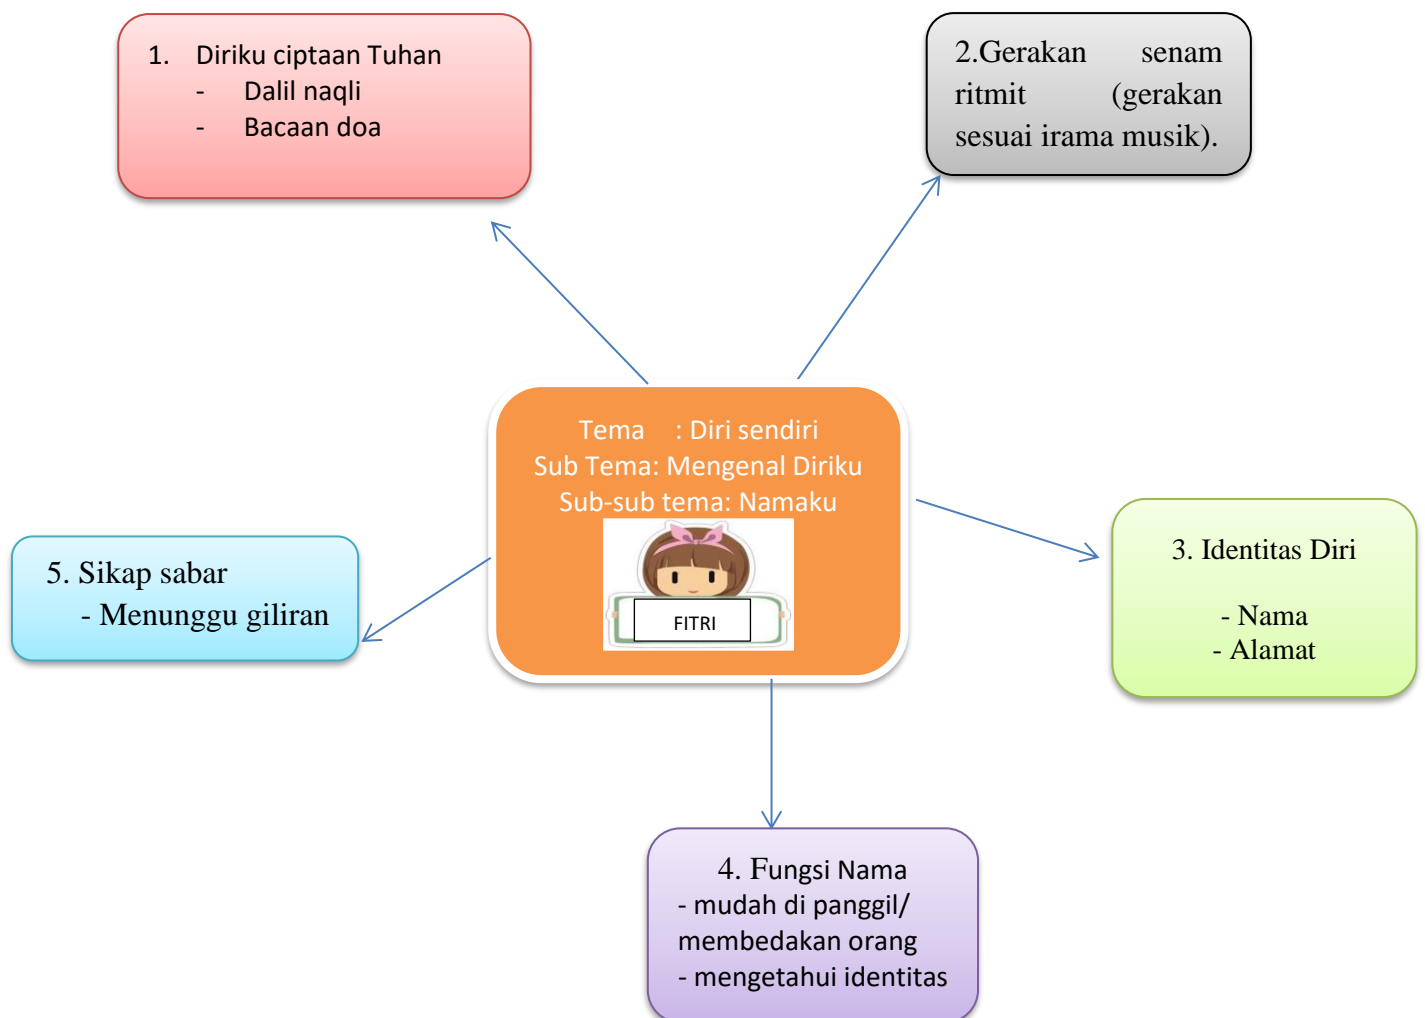 1. Diriku ciptaan Tuhan
- Dalil naqli
- Bacaan doa
2.Gerakan senam
ritmit (gerakan
sesuai irama musik).
Tema : Diri sendiri
Sub Tema: Mengenal Diriku
Sub-sub tema: Namaku
FITRI
3. Identitas Diri
- Nama
- Alamat
4. Fungsi Nama
- mudah di panggil/
membedakan orang
- mengetahui identitas
5. Sikap sabar
- Menunggu giliran